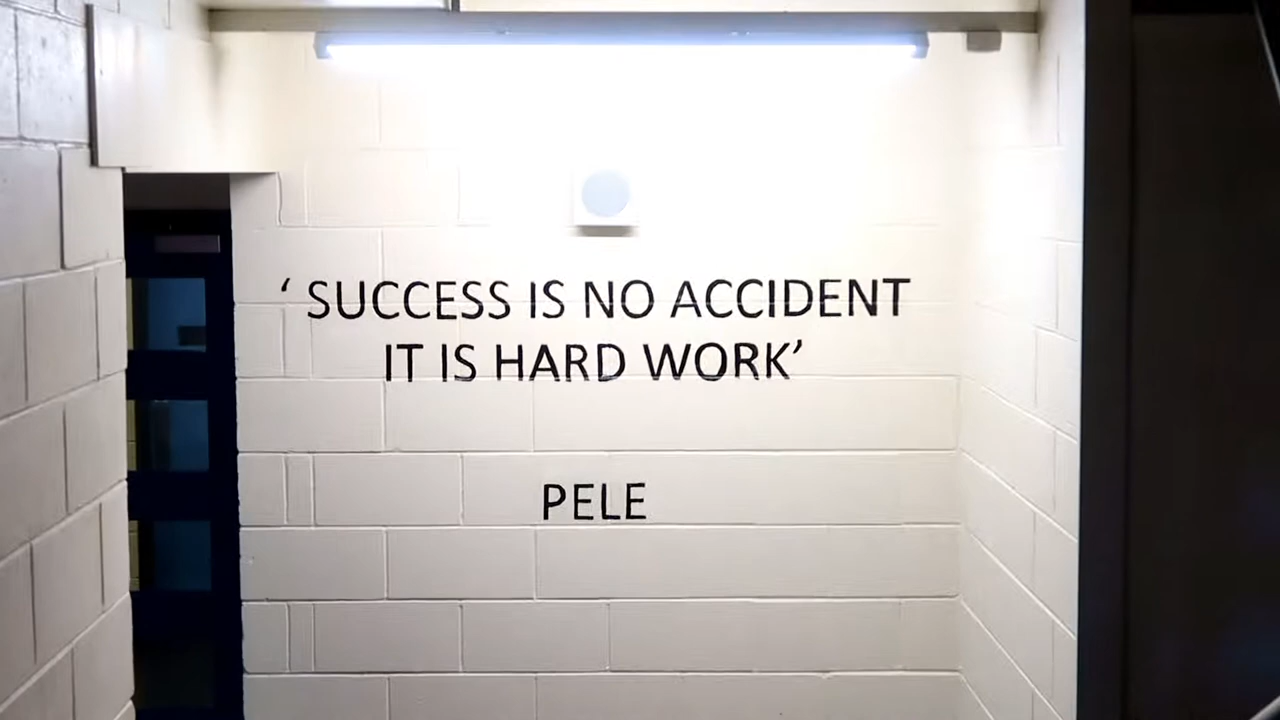 ‘ SUCCESS IS NO ACCIDENT
IT IS HARD WORK’
PELE